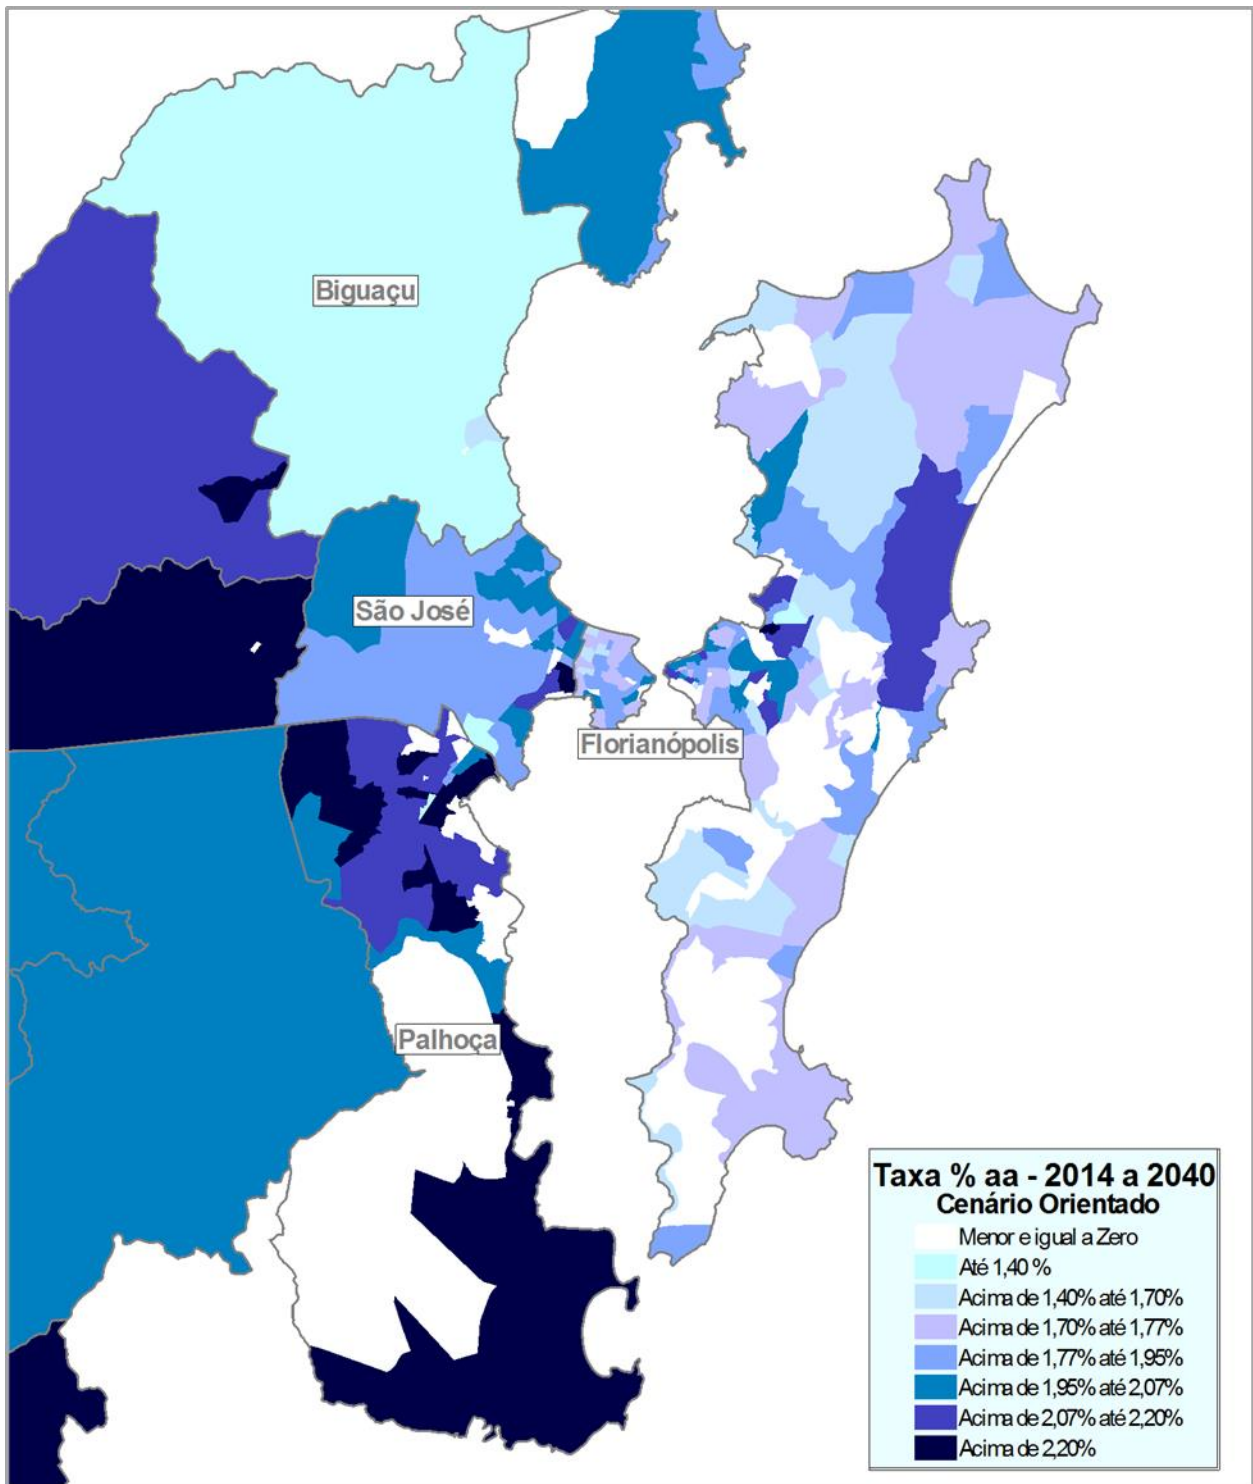 Biguaçu
São José
Florianópolis
Palhoça
Taxa % aa - 2014 a 2040
Cenário Orientado
Menor e igual a Zero
Até 1,40 %
Acima de 1,40% até 1,70%
Acima de 1,70% até 1,77%
Acima de 1,77% até 1,95%
Acima de 1,95% até 2,07%
Acima de 2,07% até 2,20%
Acima de 2,20%